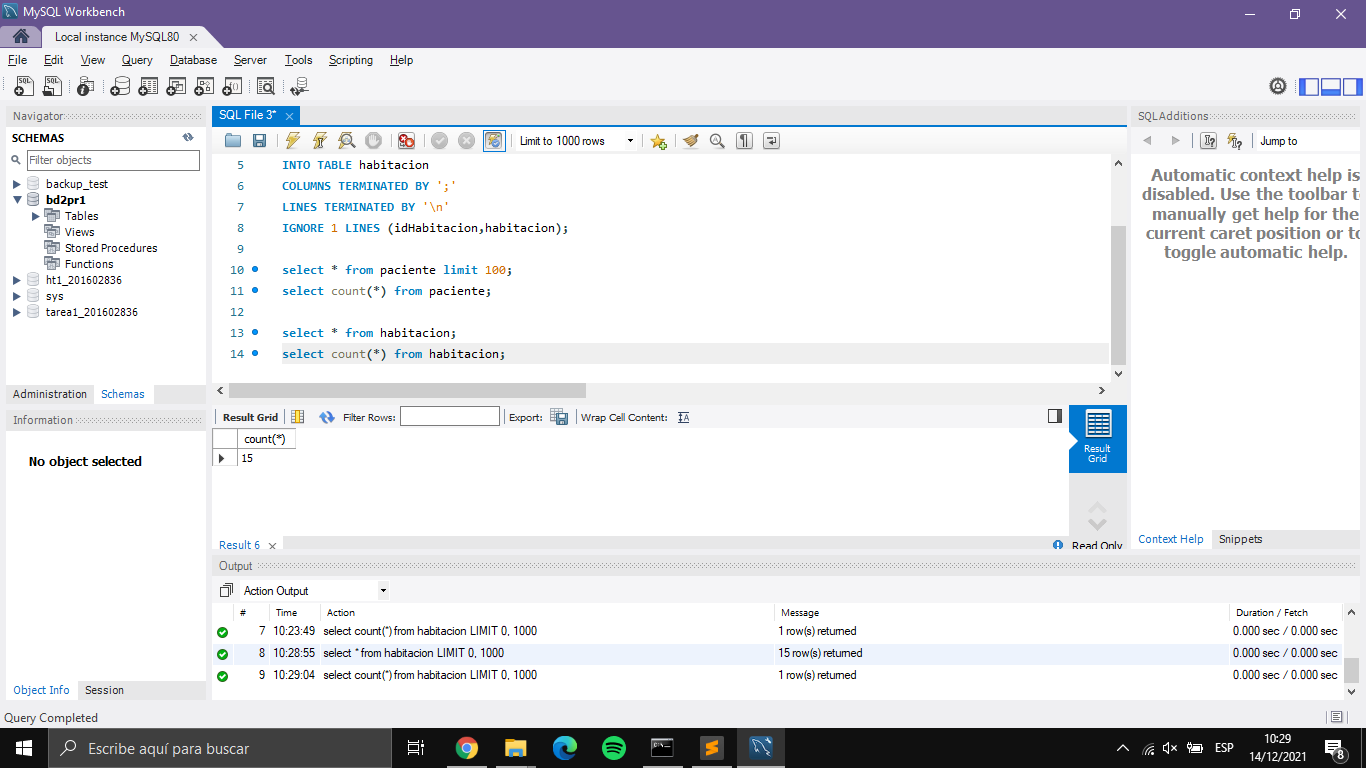 MySQL Workbench
Local instance MySQL80
File Edit View Query Database Server Tools Scripting Help
Navigator
SCHEMAS
Filter objects
backup_test
bd2pr1
Tables
Views
Stored Procedures
Functions
ht1_201602836
sys
tarea1_201602836
Administration Schemas
Information
No object selected
Object Info Session
SQL File 3*
Limit to 1000 rows
5 INTO TABLE habitacion
6 COLUMNS TERMINATED BY ';'
7 LINES TERMINATED BY '\n'
8 IGNORE 1 LINES (idHabitacion,habitacion);
9
10 select * from paciente limit 100;
11 select count(*) from paciente;
12
13 select * from habitacion;
14 select count(*) from habitacion;
Result Grid Filter Rows: Export: Wrap Cell Content:
count(*)
15
Result Grid
Result 6
Read Only
SQLAdditions
Jump to
Automatic context help is
disabled. Use the toolbar t
manually get help for the
current caret position or to
toggle automatic help.
Context Help Snippets
Output
Action Output
# Time Action Message Duration / Fetch
7 10:23:49 select count(*) from habitacion LIMIT 0, 1000 1 row(s) returned 0.000 sec / 0.000 sec
8 10:28:55 select * from habitacion LIMIT 0, 1000 15 row(s) returned 0.000 sec / 0.000 sec
9 10:29:04 select count(*) from habitacion LIMIT 0, 1000 1 row(s) returned 0.000 sec / 0.000 sec
Query Completed
Escribe aquí para buscar
ESP
10:29
14/12/2021
8